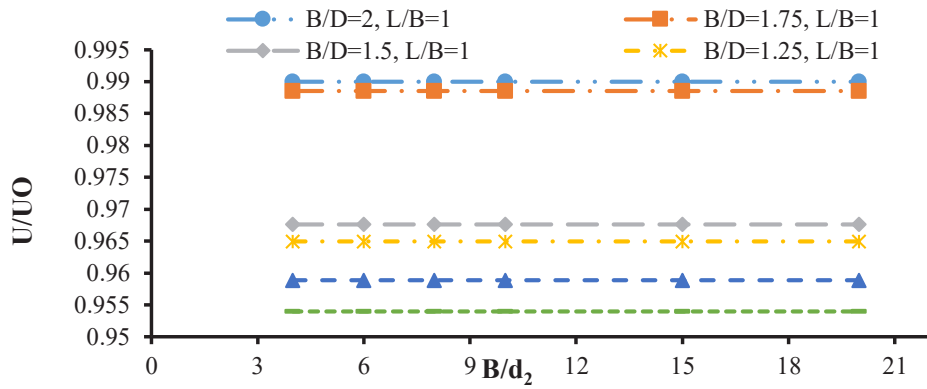 B/D=2, L/B=1 B/D=1.75, L/B=1
B/D=1.5, L/B=1 B/D=1.25, L/B=1
0.995
0.99
0.985
0.98
0.975
0.97
0.965
0.96
0.955
0.95
U/UO
0 3 6 9 12 15 18 21
B/d₂